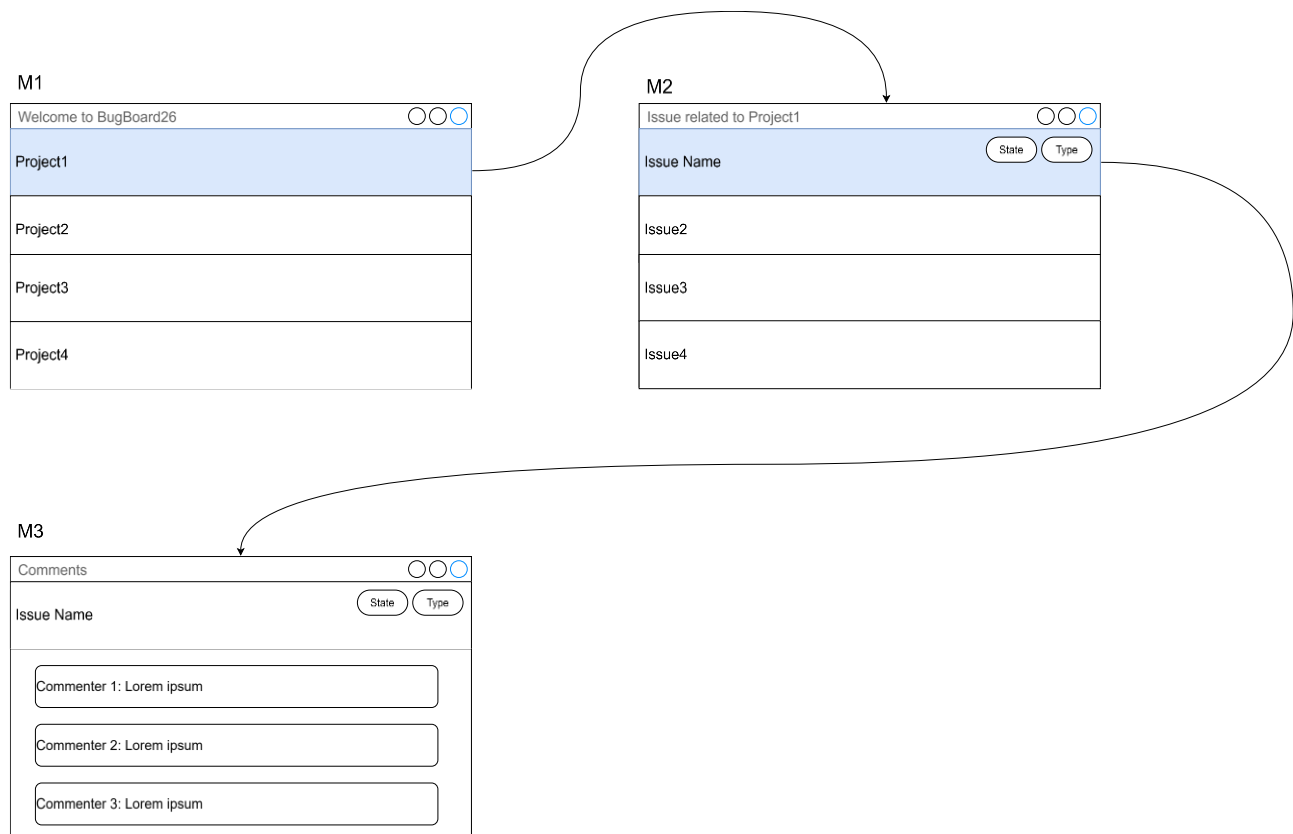 M1
Welcome to BugBoard26
Project1
Project2
Project3
Project4
M2
Issue related to Project1
Issue Name
State
Type
Issue2
Issue3
Issue4
M3
Comments
Issue Name
State
Type
Commenter 1: Lorem ipsum
Commenter 2: Lorem ipsum
Commenter 3: Lorem ipsum